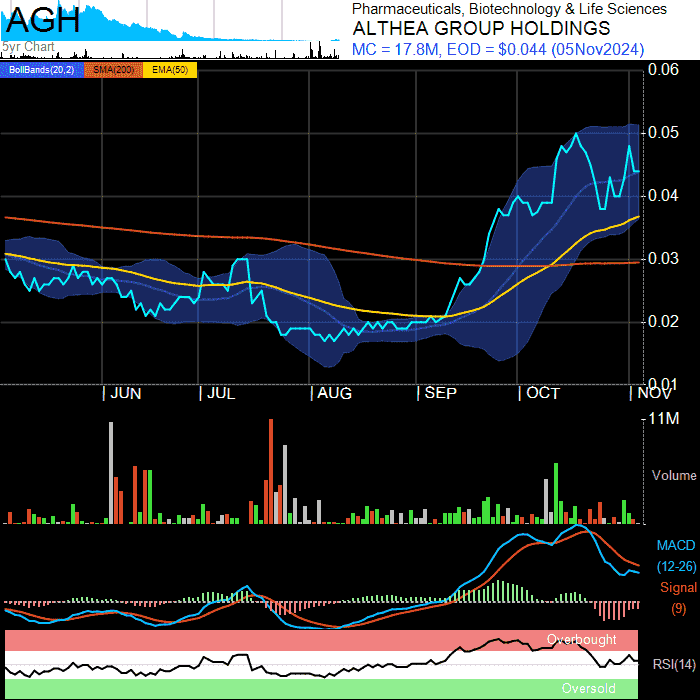 AGH
5yr Chart
Pharmaceuticals, Biotechnology & Life Sciences
ALTHEA GROUP HOLDINGS
MC = 17.8M, EOD = $0.044 (05Nov2024)
BollBands(20,2) SMA(200) EMA(50)
0.06
0.05
0.04
0.03
0.02
0.01
JUN JUL AUG SEP OCT NOV
11M
Volume
MACD
(12-26)
Signal
(9)
Overbought
RSI(14)
Oversold